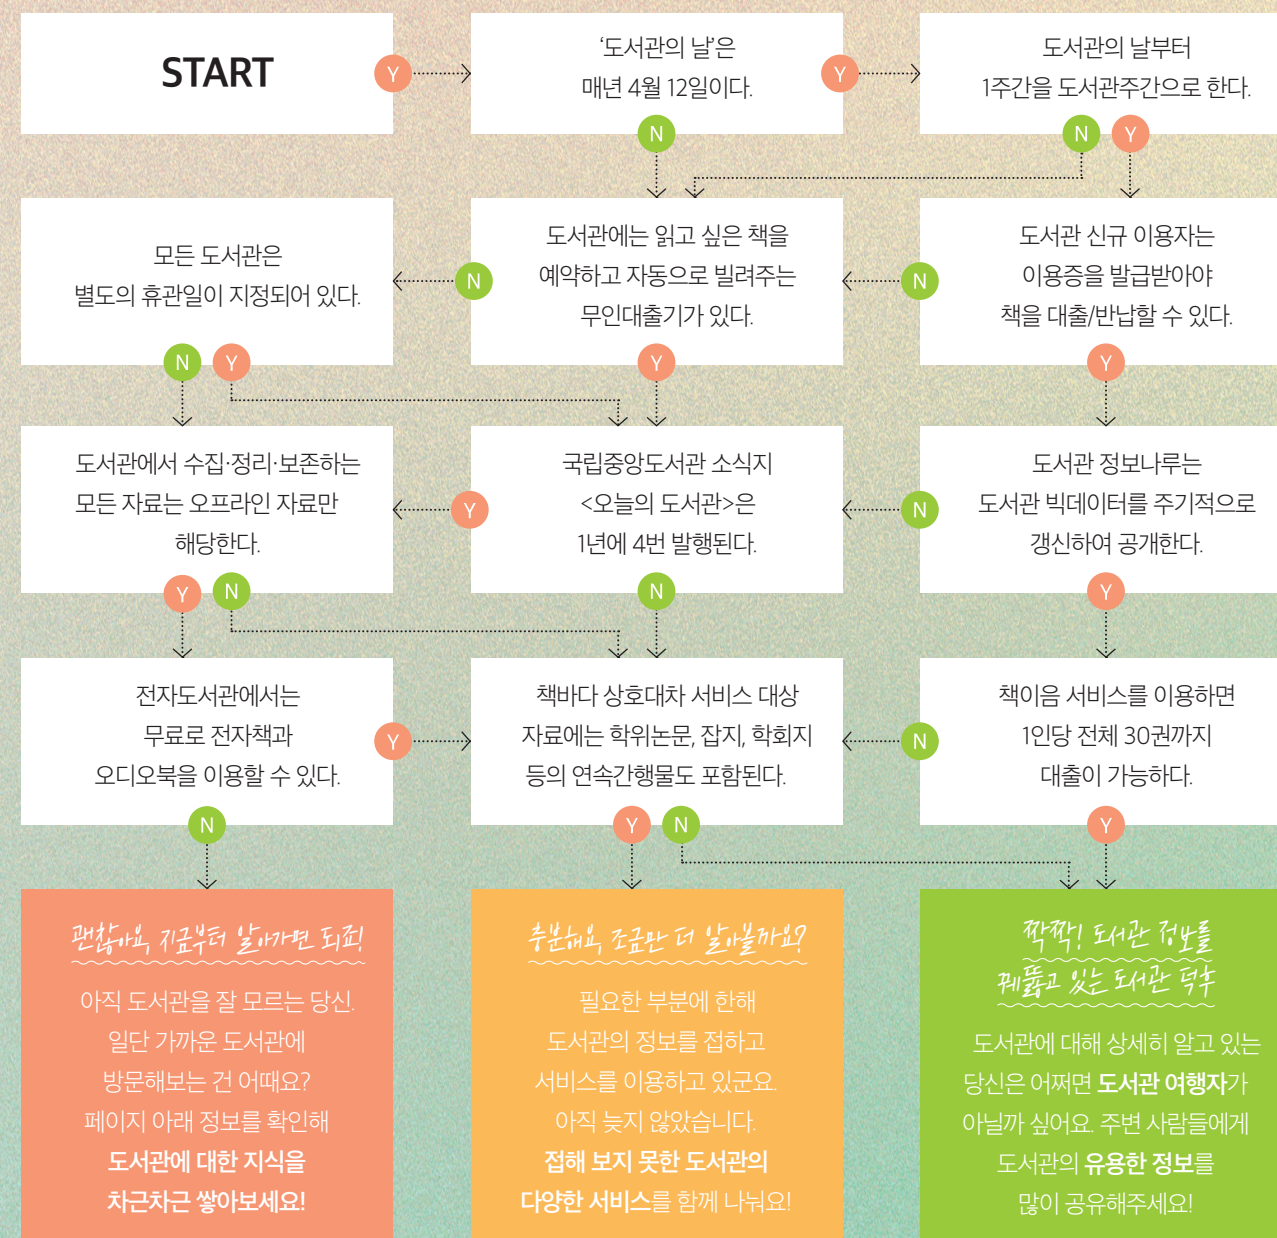 START
Y
‘도서관의 날’은
매년 4월 12일이다.
Y
N
도서관의 날부터
1주간을 도서관주간으로 한다.
N
Y
모든 도서관은
별도의 휴관일이 지정되어 있다.
N
Y
도서관에는 읽고 싶은 책을
예약하고 자동으로 빌려주는
무인대출기가 있다.
N
Y
도서관 신규 이용자는
이용증을 발급받아야
책을 대출/반납할 수 있다.
N
Y
도서관에서 수집·정리·보존하는
모든 자료는 오프라인 자료만
해당한다.
Y
N
국립중앙도서관 소식지
<오늘의 도서관>은
1년에 4번 발행된다.
Y
N
도서관 정보나루는
도서관 빅데이터를 주기적으로
갱신하여 공개한다.
N
Y
전자도서관에서는
무료로 전자책과
오디오북을 이용할 수 있다.
Y
N
책바다 상호대차 서비스 대상
자료에는 학위논문, 잡지, 학회지
등의 연속간행물도 포함된다.
Y
N
책이음 서비스를 이용하면
1인당 전체 30권까지
대출이 가능하다.
N
Y
괜찮아요, 지금부터 알아가면 되죠!
아직 도서관을 잘 모르는 당신.
일단 가까운 도서관에
방문해보는 건 어때요?
페이지 아래 정보를 확인해
도서관에 대한 지식을
차근차근 쌓아보세요!
충분해요, 조금만 더 알아볼까요?
필요한 부분에 한해
도서관의 정보를 접하고
서비스를 이용하고 있군요.
아직 늦지 않았습니다.
접해 보지 못한 도서관의
다양한 서비스를 함께 나눠요!
짝짝! 도서관 정보를
꿰뚫고 있는 도서관 덕후
도서관에 대해 상세히 알고 있는
당신은 어쩌면 도서관 여행자가
아닐까 싶어요. 주변 사람들에게
도서관의 유용한 정보를
많이 공유해주세요!